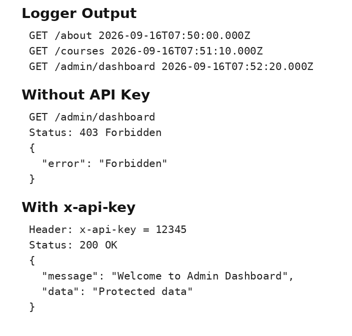 Logger Output
GET /about 2026-09-16T07:50:00.000Z
GET /courses 2026-09-16T07:51:10.000Z
GET /admin/dashboard 2026-09-16T07:52:20.000Z
Without API Key
GET /admin/dashboard
Status: 403 Forbidden
{
  "error": "Forbidden"
}
With x-api-key
Header: x-api-key = 12345
Status: 200 OK
{
  "message": "Welcome to Admin Dashboard",
  "data": "Protected data"
}